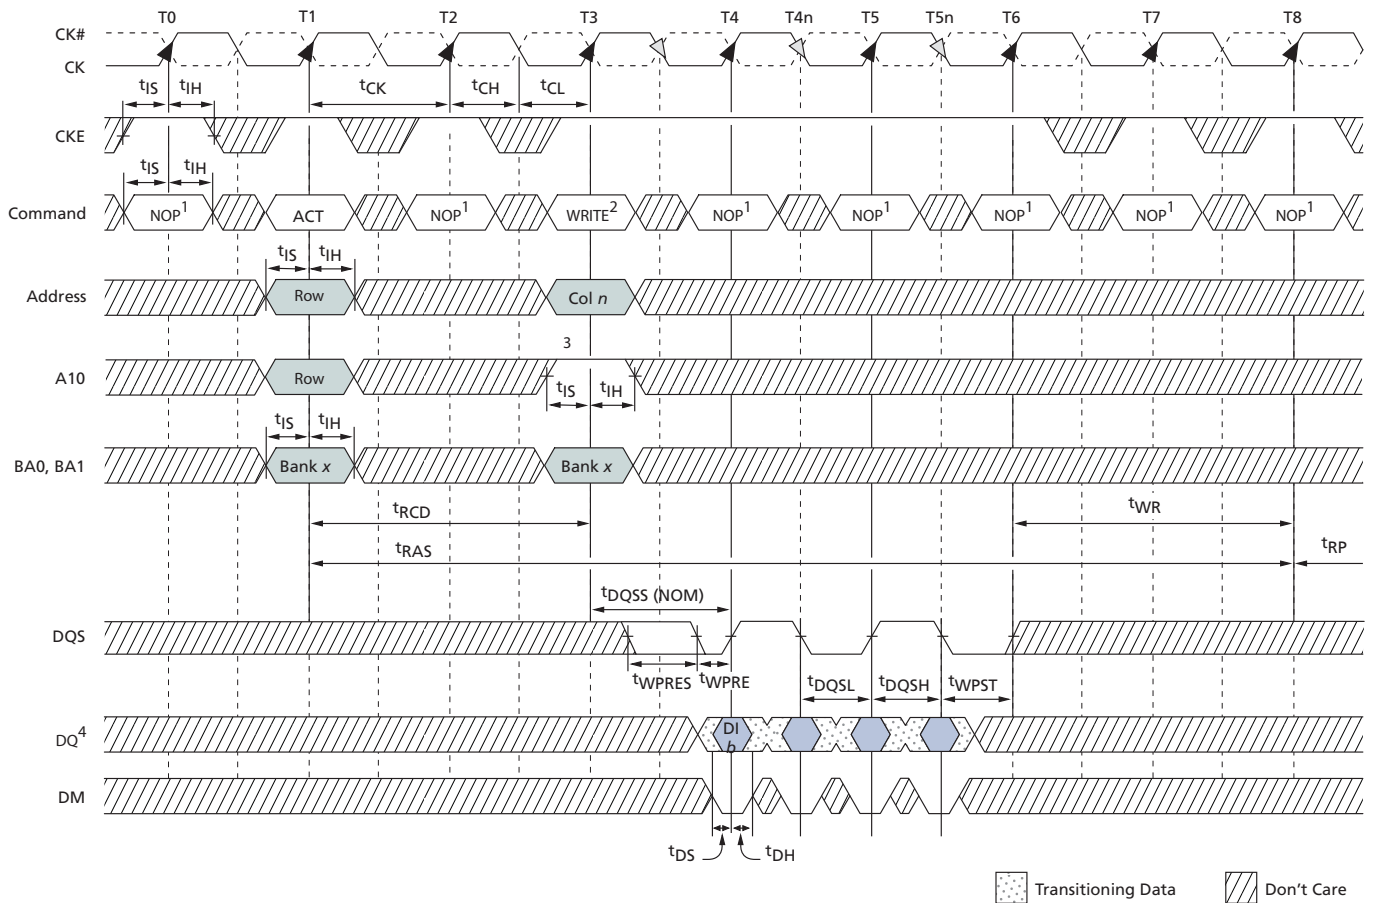 T0 T1 T2 T3 T4 T4n T5 T5n T6 T7 T8
CK#
CK
tIS tIH tCK tCH tCL
CKE
tIS tIH
Command NOP1 ACT NOP1 WRITE2 NOP1 NOP1 NOP1 NOP1 NOP1
tIS tIH
Address Row Col n
3
A10 Row
tIS tIH
tIS tIH
BA0, BA1 Bank x Bank x
tRCD tWR
tRAS tRP
tDQSS (NOM)
DQS
tWPRES tWPRE tDQSL tDQSH tWPST
DQ4 DI
b
DM
tDS tDH
Transitioning Data Don't Care